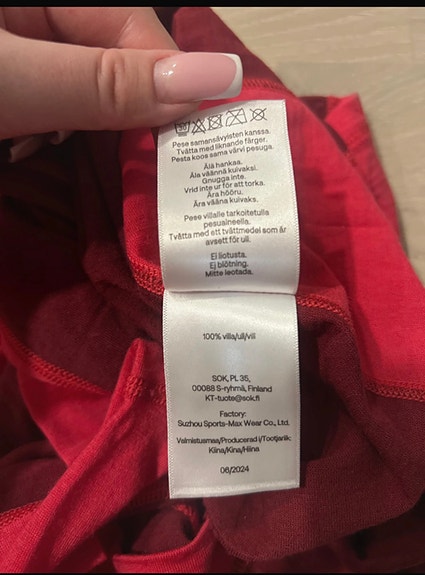 Pese samansävyisten kanssa.
Tvätta med liknande färger.
Pesta koos sama värvi pesuga.
Älä hankaa.
Äla väännä kuivaksi.
Gnugga inte.
Vrid inte ur för att torka.
Ära hõõru.
Ära vääna kuivaks.
Pese villalle tarkoitetulla
pesuaineella.
Tvätta med ett tvättmedel som är
avsett för ull.
Ei liotusta.
Ej blötning.
Mitte leotada.
100% villa/ull/vill
SOK, PL 35,
00088 S-ryhmä, Finland
KT-tuote@sok.fi
Factory:
Suzhou Sports-Max Wear Co., Ltd.
Valmistusmaa/Producerad i/Tootjariik:
Kiina/Kina/Hiina
06/2024